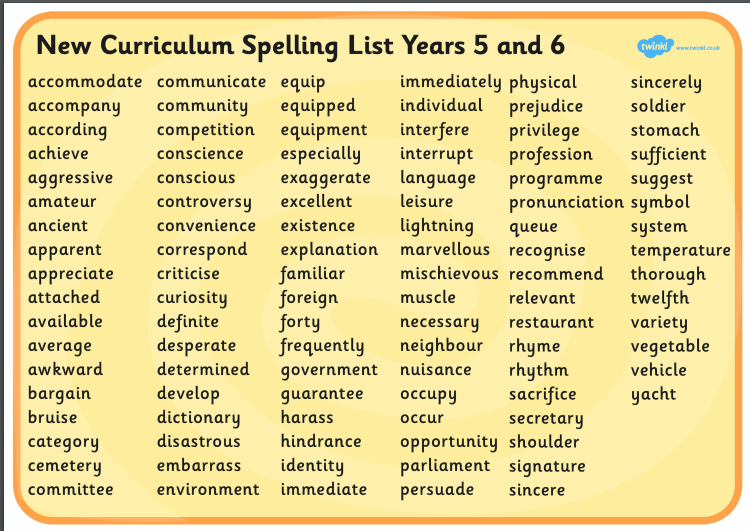 New Curriculum Spelling List Years 5 and 6
twinkl www.twinkl.co.uk
accommodate communicate equip immediately physical sincerely
accompany community equipped individual prejudice soldier
according competition equipment interfere privilege stomach
achieve conscience especially interrupt profession sufficient
aggressive conscious exaggerate language programme suggest
amateur controversy excellent leisure pronunciation symbol
ancient convenience existence lightning queue system
apparent correspond explanation marvellous recognise temperature
appreciate criticise familiar mischievous recommend thorough
attached curiosity foreign muscle relevant twelfth
available definite forty necessary restaurant variety
average desperate frequently neighbour rhyme vegetable
awkward determined government nuisance rhythm vehicle
bargain develop guarantee occupy sacrifice yacht
bruise dictionary harass occur secretary
category disastrous hindrance opportunity shoulder
cemetery embarrass identity parliament signature
committee environment immediate persuade sincere